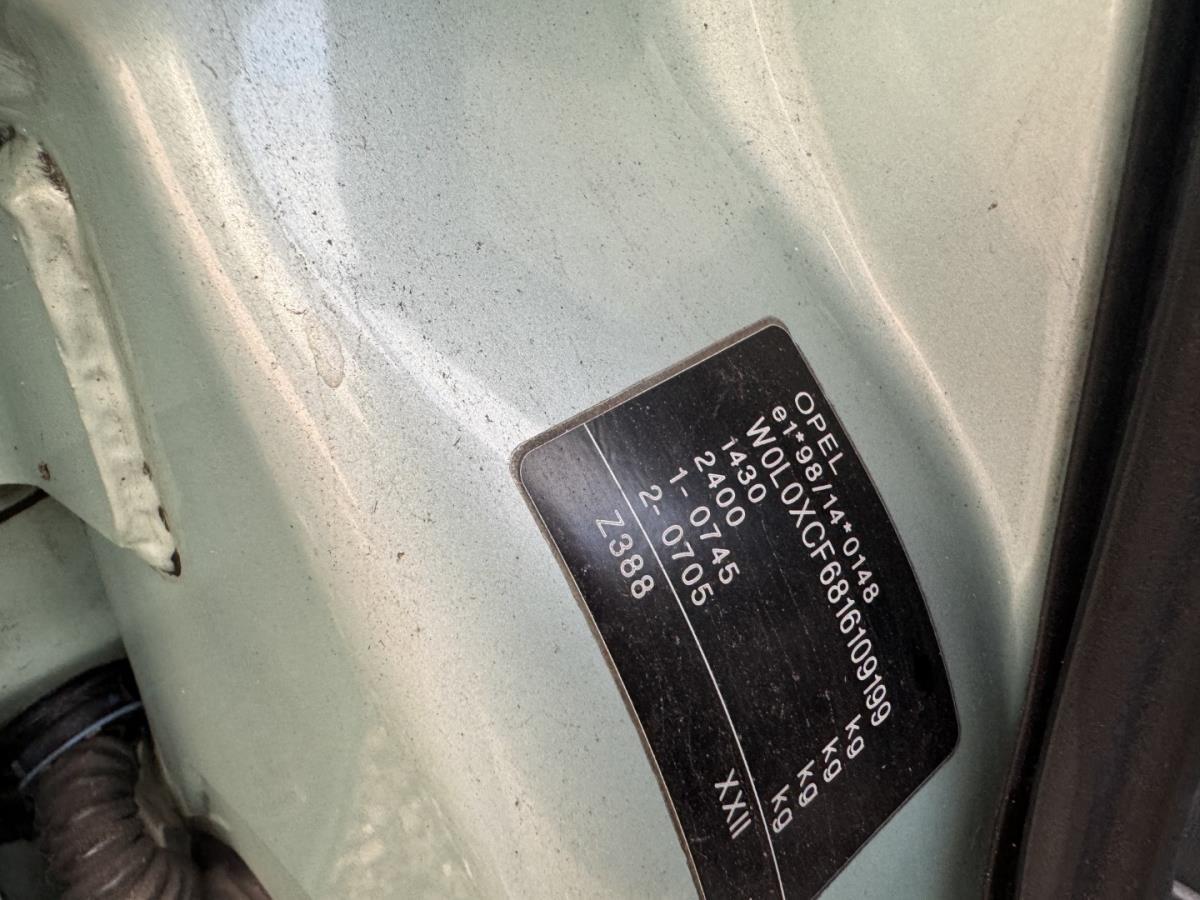 OPEL
e1*98/14*0148
W0L0XCF6816109199
1430 kg
2400 kg
1- 0745 kg
2- 0705 kg
Z388 XXII